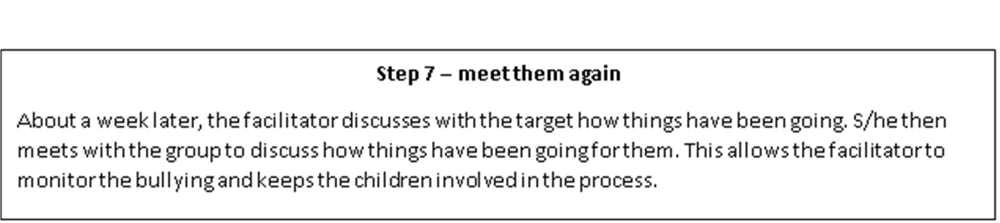 Step 7 – meet them again
About a week later, the facilitator discusses with the target how things have been going. S/he then
meets with the group to discuss how things have been going for them. This allows the facilitator to
monitor the bullying and keeps the children involved in the process.